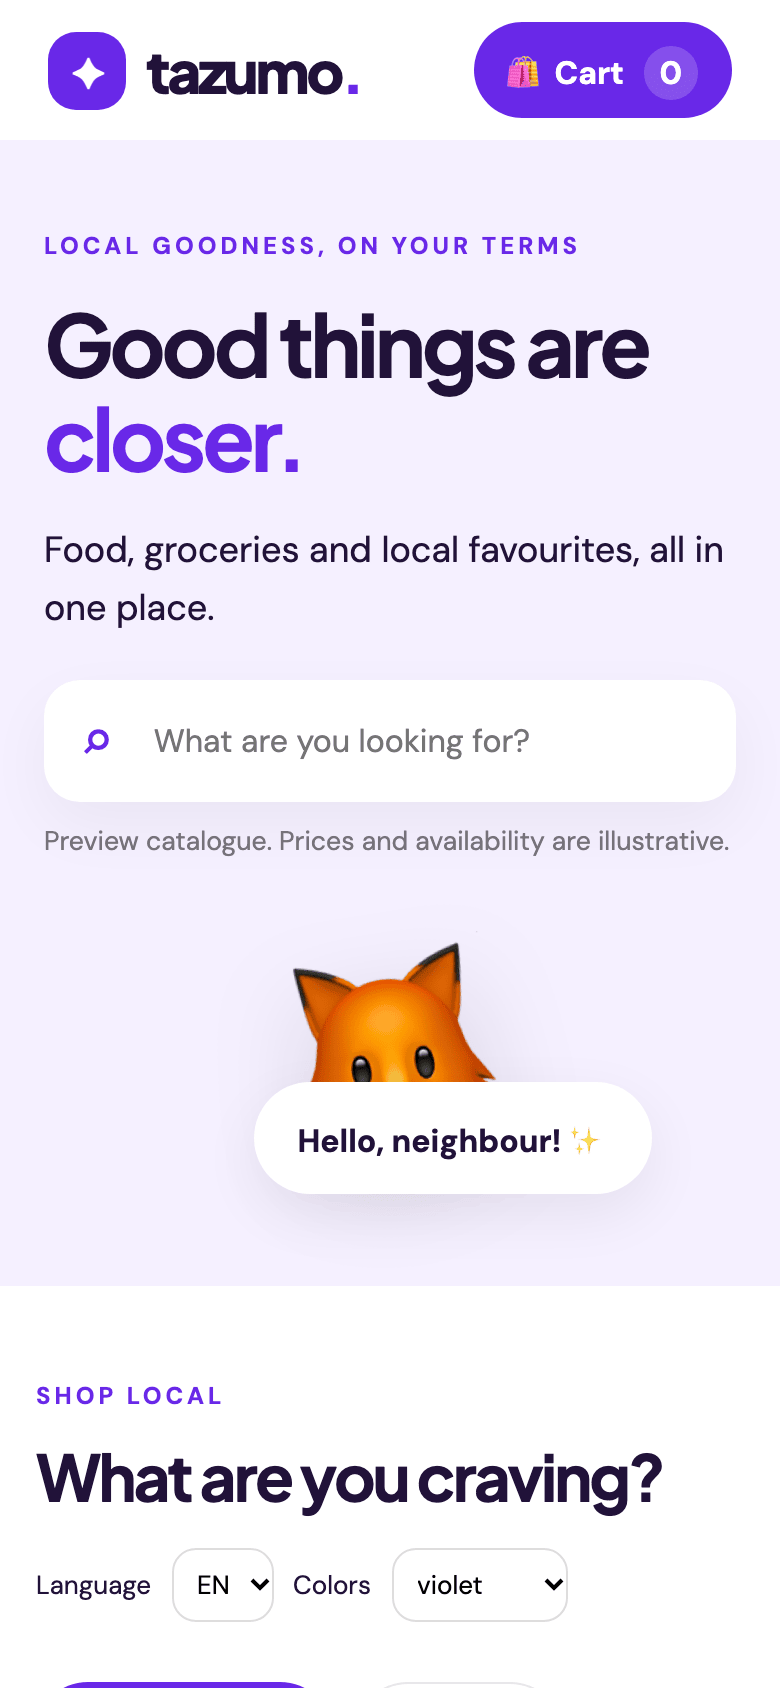 tazumo.
Cart 0
LOCAL GOODNESS, ON YOUR TERMS
Good things are
closer.
Food, groceries and local favourites, all in
one place.
What are you looking for?
Preview catalogue. Prices and availability are illustrative.
Hello, neighbour! ✨
SHOP LOCAL
What are you craving?
Language EN Colors violet